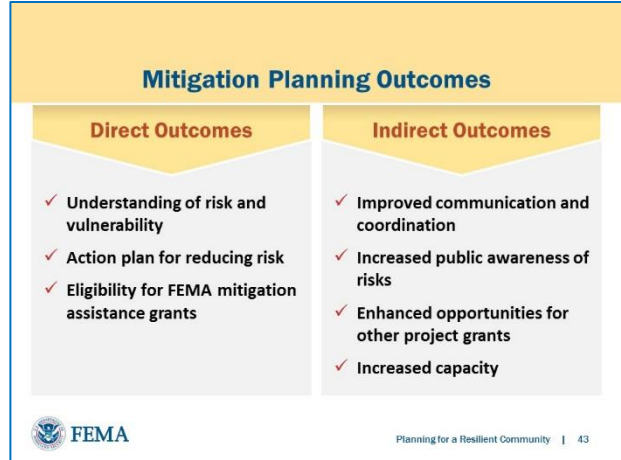 Mitigation Planning Outcomes
Direct Outcomes
✓ Understanding of risk and
vulnerability
✓ Action plan for reducing risk
✓ Eligibility for FEMA mitigation
assistance grants
Indirect Outcomes
✓ Improved communication and
coordination
✓ Increased public awareness of
risks
✓ Enhanced opportunities for
other project grants
✓ Increased capacity
FEMA
Planning for a Resilient Community | 43